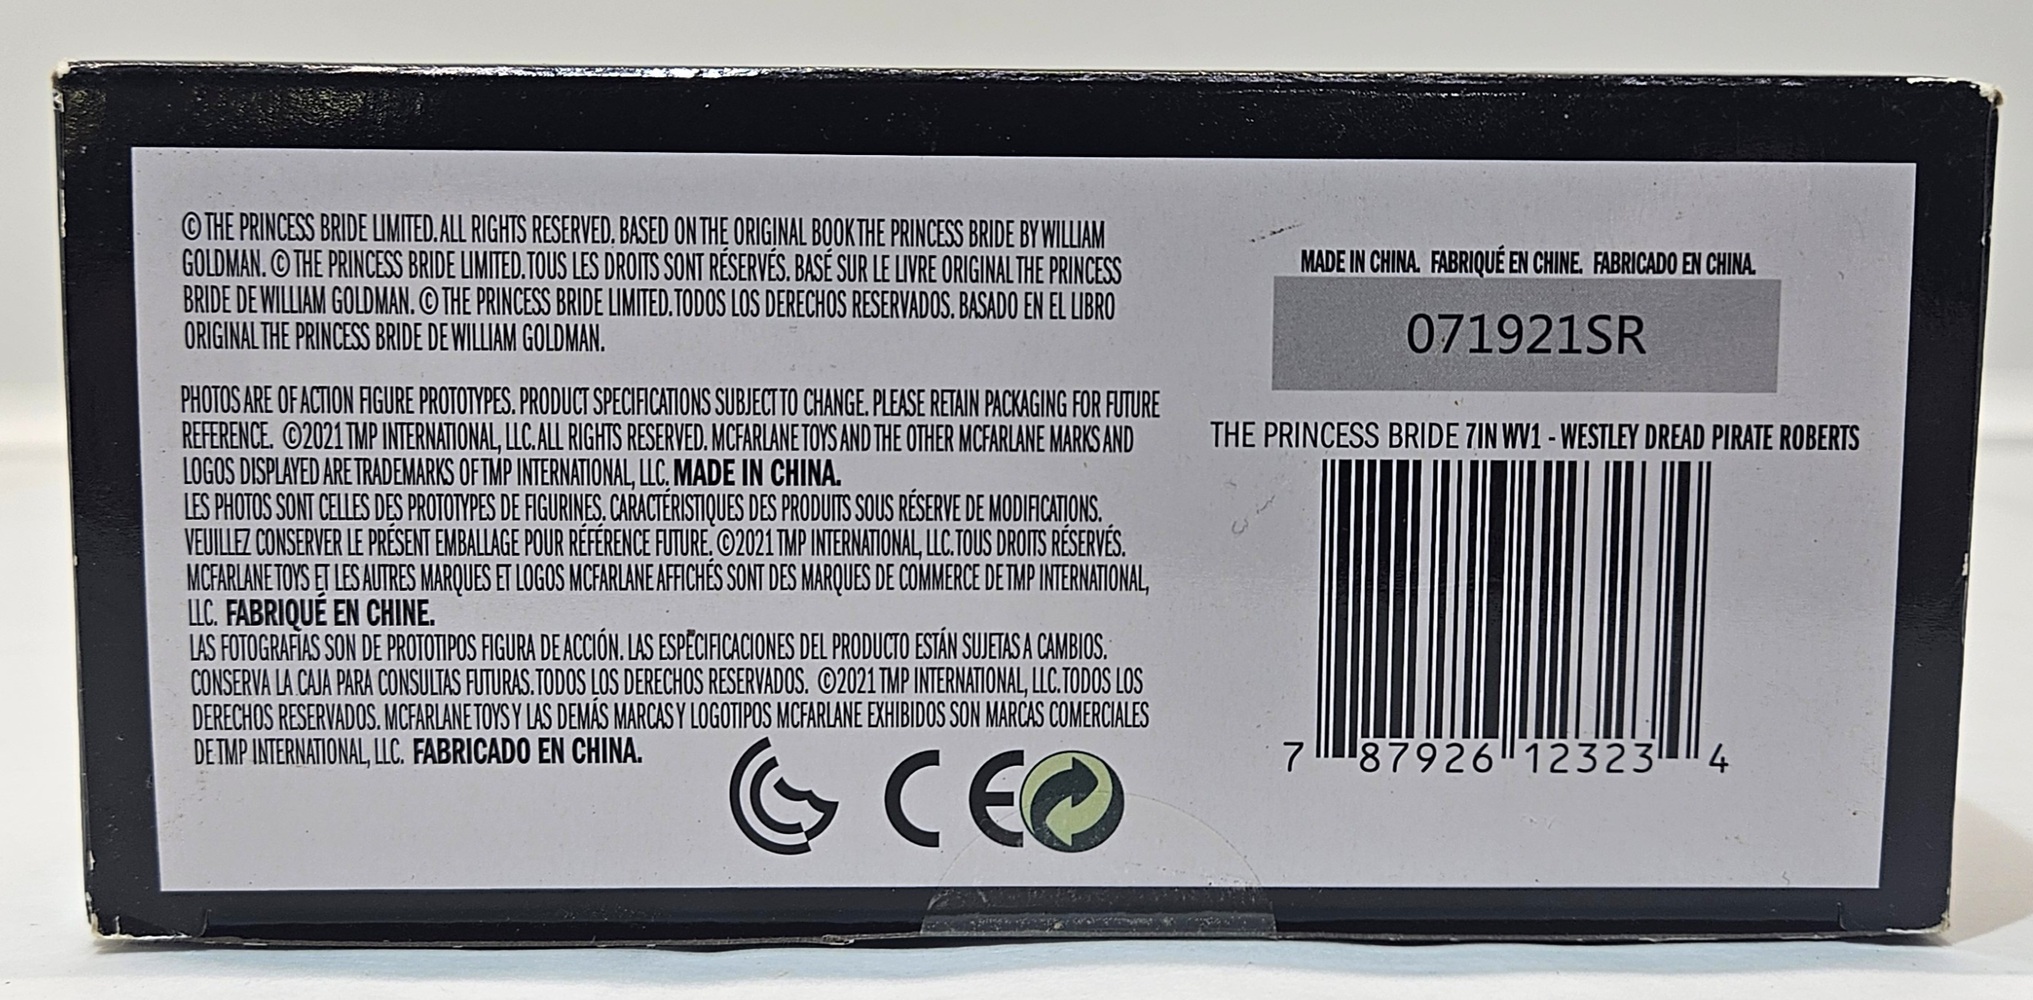 © THE PRINCESS BRIDE LIMITED. ALL RIGHTS RESERVED. BASED ON THE ORIGINAL BOOK THE PRINCESS BRIDE BY WILLIAM
GOLDMAN. © THE PRINCESS BRIDE LIMITED. TOUS LES DROITS SONT RÉSERVÉS. BASÉ SUR LE LIVRE ORIGINAL THE PRINCESS
BRIDE DE WILLIAM GOLDMAN. © THE PRINCESS BRIDE LIMITED. TODOS LOS DERECHOS RESERVADOS. BASADO EN EL LIBRO
ORIGINAL THE PRINCESS BRIDE DE WILLIAM GOLDMAN.
PHOTOS ARE OF ACTION FIGURE PROTOTYPES. PRODUCT SPECIFICATIONS SUBJECT TO CHANGE. PLEASE RETAIN PACKAGING FOR FUTURE
REFERENCE. ©2021 TMP INTERNATIONAL, LLC. ALL RIGHTS RESERVED. MCFARLANE TOYS AND THE OTHER MCFARLANE MARKS AND
LOGOS DISPLAYED ARE TRADEMARKS OF TMP INTERNATIONAL, LLC. MADE IN CHINA.
LES PHOTOS SONT CELLES DES PROTOTYPES DE FIGURINES. CARACTÉRISTIQUES DES PRODUITS SOUS RÉSERVE DE MODIFICATIONS.
VEUILLEZ CONSERVER LE PRÉSENT EMBALLAGE POUR RÉFÉRENCE FUTURE. ©2021 TMP INTERNATIONAL, LLC. TOUS DROITS RÉSERVÉS.
MCFARLANE TOYS ET LES AUTRES MARQUES ET LOGOS MCFARLANE AFFICHÉS SONT DES MARQUES DE COMMERCE DE TMP INTERNATIONAL,
LLC. FABRIQUÉ EN CHINE.
LAS FOTOGRAFÍAS SON DE PROTOTIPOS FIGURA DE ACCIÓN. LAS ESPECIFICACIONES DEL PRODUCTO ESTÁN SUJETAS A CAMBIOS.
CONSERVA LA CAJA PARA CONSULTAS FUTURAS. TODOS LOS DERECHOS RESERVADOS. ©2021 TMP INTERNATIONAL, LLC. TODOS LOS
DERECHOS RESERVADOS. MCFARLANE TOYS Y LAS DEMÁS MARCAS Y LOGOTIPOS MCFARLANE EXHIBIDOS SON MARCAS COMERCIALES
DE TMP INTERNATIONAL, LLC. FABRICADO EN CHINA.
CE
MADE IN CHINA. FABRIQUÉ EN CHINE. FABRICADO EN CHINA.
071921SR
THE PRINCESS BRIDE 7IN WV1 - WESTLEY DREAD PIRATE ROBERTS
7 87926 12323 4